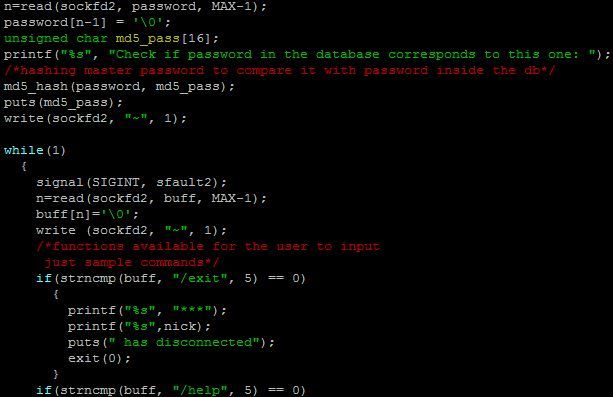 n=read(sockfd2, password, MAX-1);
password[n-1] = '\0';
unsigned char md5_pass[16];
printf("%s", "Check if password in the database corresponds to this one: ");
/*hashing master password to compare it with password inside the db*/
md5_hash(password, md5_pass);
puts(md5_pass);
write(sockfd2, "~", 1);
while(1)
{
signal(SIGINT, sfault2);
n=read(sockfd2, buff, MAX-1);
buff[n]='\0';
write (sockfd2, "~", 1);
/*functions available for the user to input
just sample commands*/
if(strncmp(buff, "/exit", 5) == 0)
{
printf("%s", "***");
printf("%s",nick);
puts(" has disconnected");
exit(0);
}
if(strncmp(buff, "/help", 5) == 0)